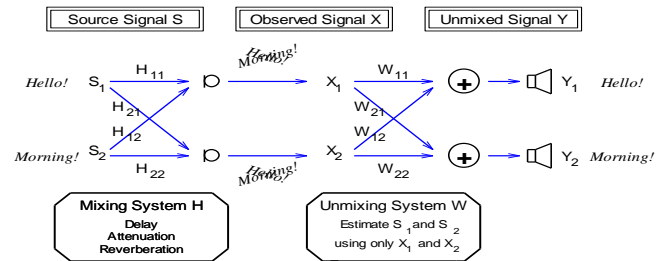 Source Signal S
Observed Signal X
Unmixed Signal Y
Hello!
S1
H11
Morning!
X1
W11
+
Y1
Hello!
H21
H12
W21
W12
Morning!
S2
H22
X2
W22
+
Y2
Morning!
Mixing System H
Delay
Attenuation
Reverberation
Unmixing System W
Estimate S1 and S2
using only X1 and X2